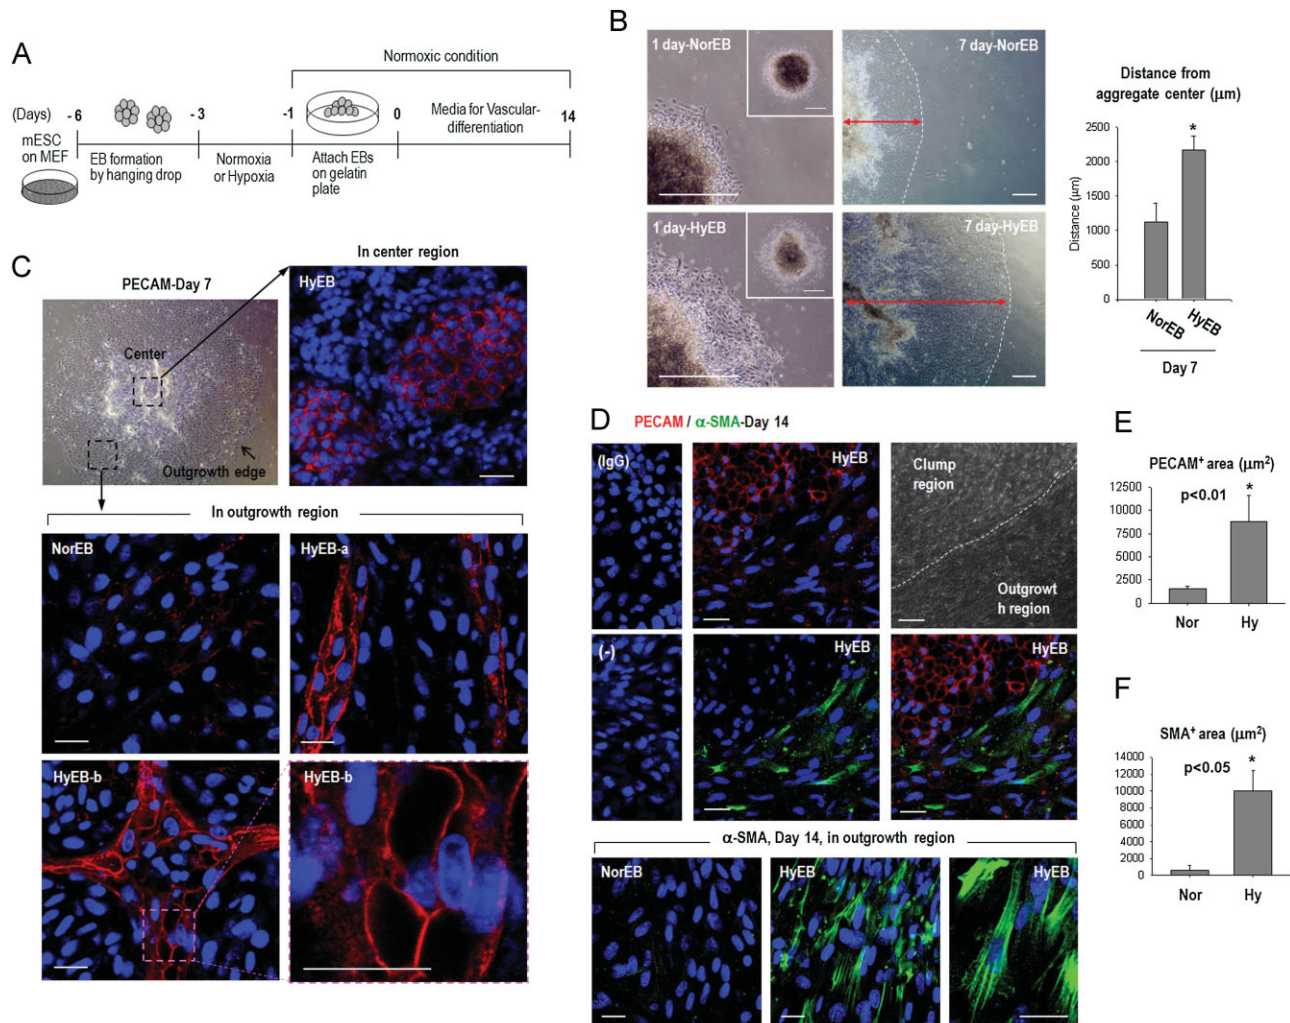 A
Normoxic condition
(Days) - 6 - 3 -1 0 14
Media for Vascular-
differentiation
mESC
on MEF
EB formation
by hanging drop
Normoxia
or Hypoxia
Attach EBs
on gelatin
plate
B
1 day-NorEB
7 day-NorEB
1 day-HyEB
7 day-HyEB
Distance from
aggregate center (μm)
Distance (μm)
2500
2000
1500
1000
500
0
*
NorEB
HyEB
Day 7
C
PECAM-Day 7
Center
Outgrowth edge
In center region
HyEB
In outgrowth region
NorEB
HyEB-a
HyEB-b
HyEB-b
D
PECAM / α-SMA-Day 14
(IgG)
HyEB
Clump
region
Outgrowt
h region
(-)
HyEB
HyEB
α-SMA, Day 14, in outgrowth region
NorEB
HyEB
HyEB
E
PECAM⁺ area (μm²)
p<0.01
*
12500
10000
7500
5000
2500
0
Nor
Hy
F
SMA⁺ area (μm²)
p<0.05
*
14000
12000
10000
8000
6000
4000
2000
0
Nor
Hy